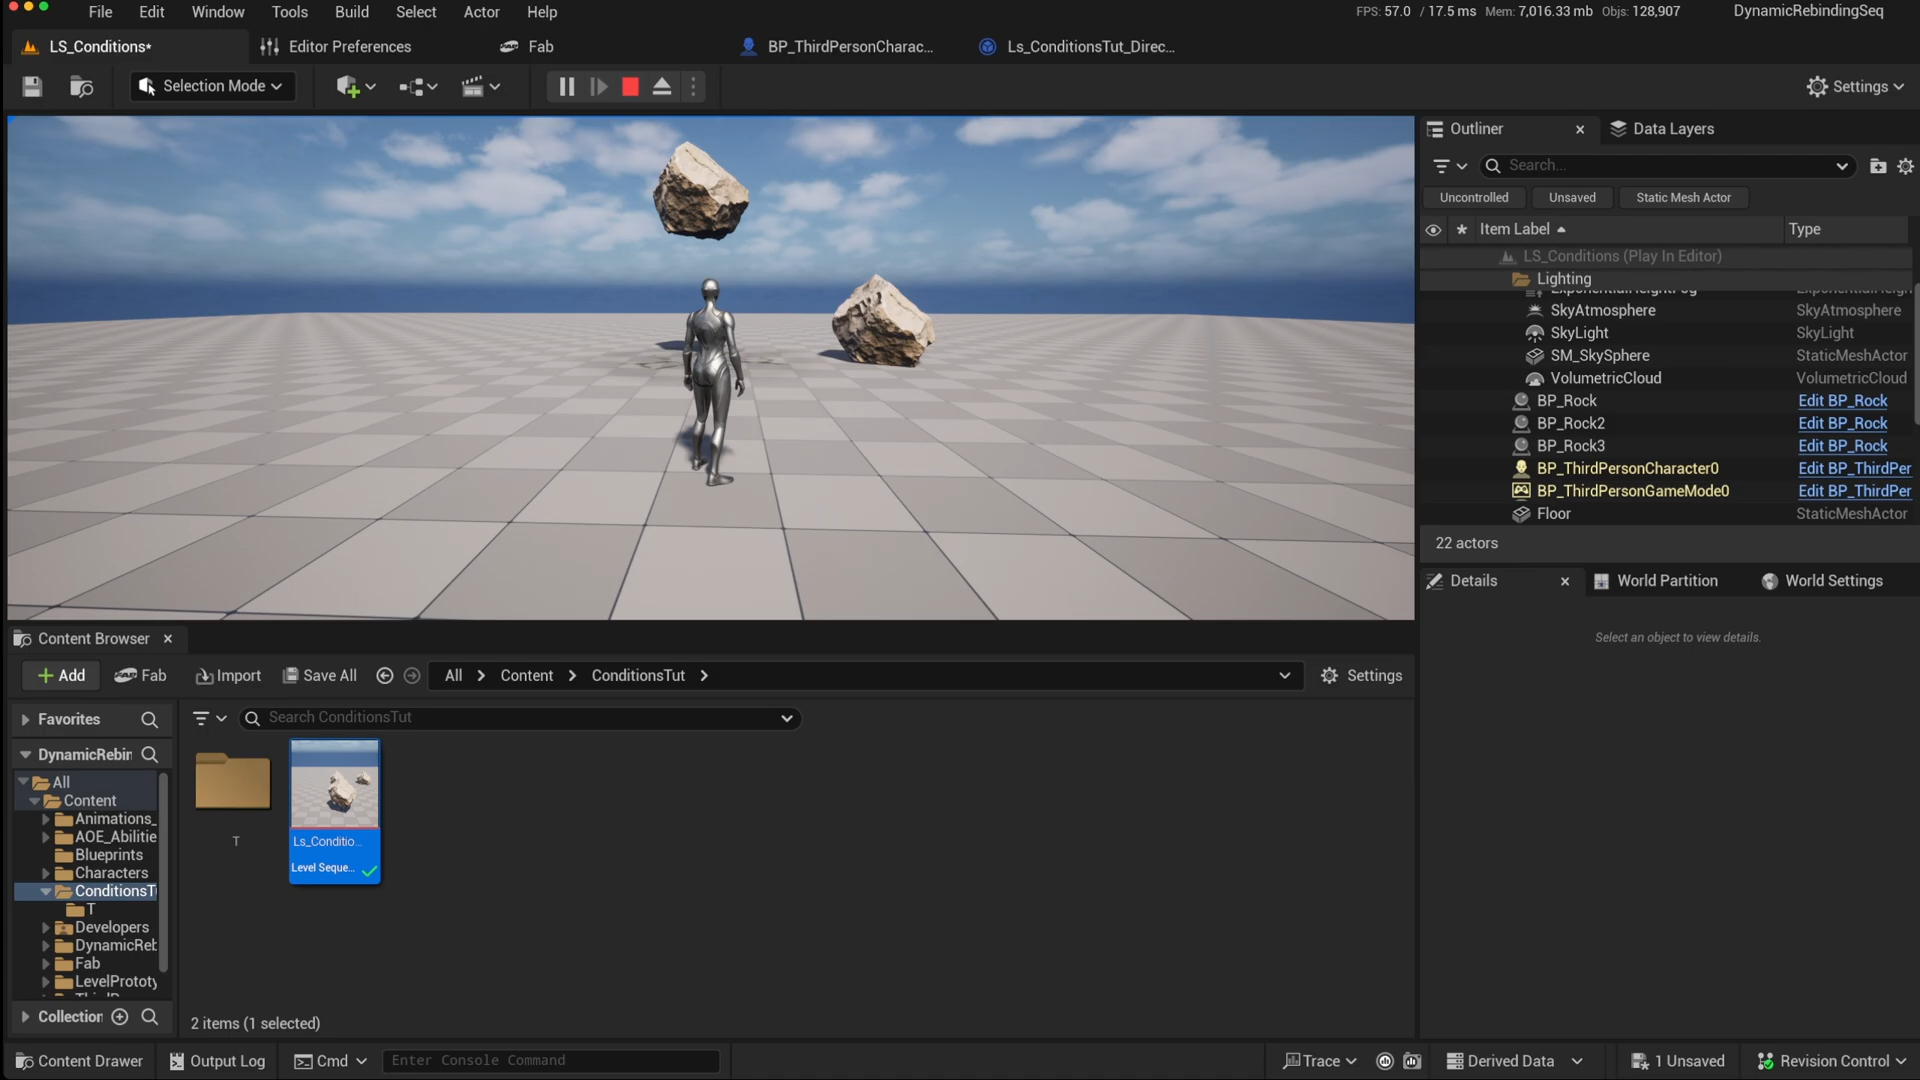 File Edit Window Tools Build Select Actor Help
FPS: 57.0 / 17.5 ms Mem: 7,016.33 mb Objs: 128,907
DynamicRebindingSeq
LS_Conditions*
Editor Preferences
Fab
BP_ThirdPersonCharac...
Ls_ConditionsTut_Direc...
Selection Mode
Settings
Outliner
Data Layers
Search...
Uncontrolled
Unsaved
Static Mesh Actor
Item Label
Type
LS_Conditions (Play In Editor)
Lighting
SkyAtmosphere SkyAtmosphere
SkyLight SkyLight
SM_SkySphere StaticMeshActor
VolumetricCloud VolumetricCloud
BP_Rock Edit BP_Rock
BP_Rock2 Edit BP_Rock
BP_Rock3 Edit BP_Rock
BP_ThirdPersonCharacter0 Edit BP_ThirdPer
BP_ThirdPersonGameMode0 Edit BP_ThirdPer
Floor StaticMeshActor
22 actors
Details
World Partition
World Settings
Select an object to view details.
Content Browser
Add
Fab
Import
Save All
All > Content > ConditionsTut >
Settings
Favorites
Search ConditionsTut
DynamicRebin
All
Content
Animations_
AOE_Abilitie
Blueprints
Characters
ConditionsT
T
Developers
DynamicReb
Fab
LevelPrototy
Collection
T
Ls_Conditio...
Level Seque...
2 items (1 selected)
Content Drawer
Output Log
Cmd
Enter Console Command
Trace
Derived Data
1 Unsaved
Revision Control